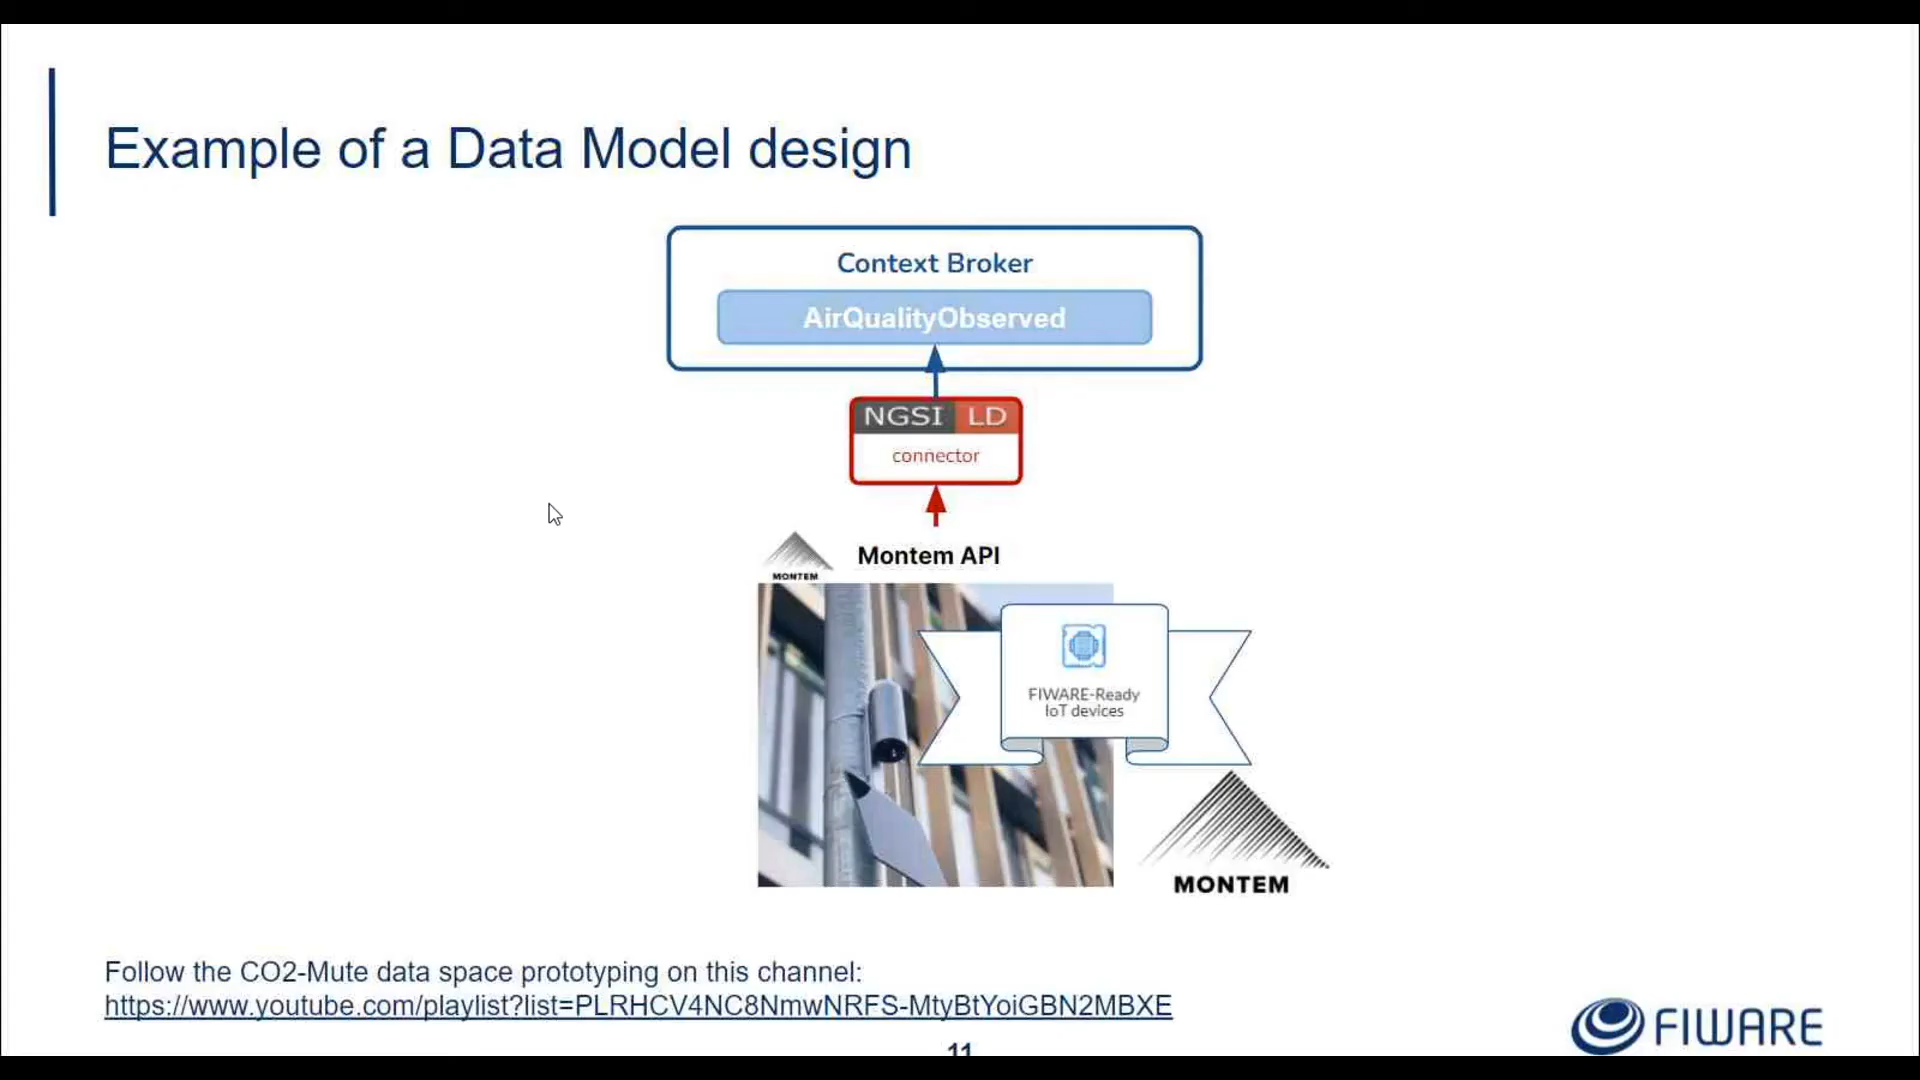 Example of a Data Model design
Context Broker
AirQualityObserved
NGSI LD
connector
Montem API
MONTEM
FIWARE-Ready
IoT devices
MONTEM
Follow the CO2-Mute data space prototyping on this channel:
https://www.youtube.com/playlist?list=PLRHCV4NC8NmwNRFS-MtyBtYoiGBN2MBXE
FIWARE
11